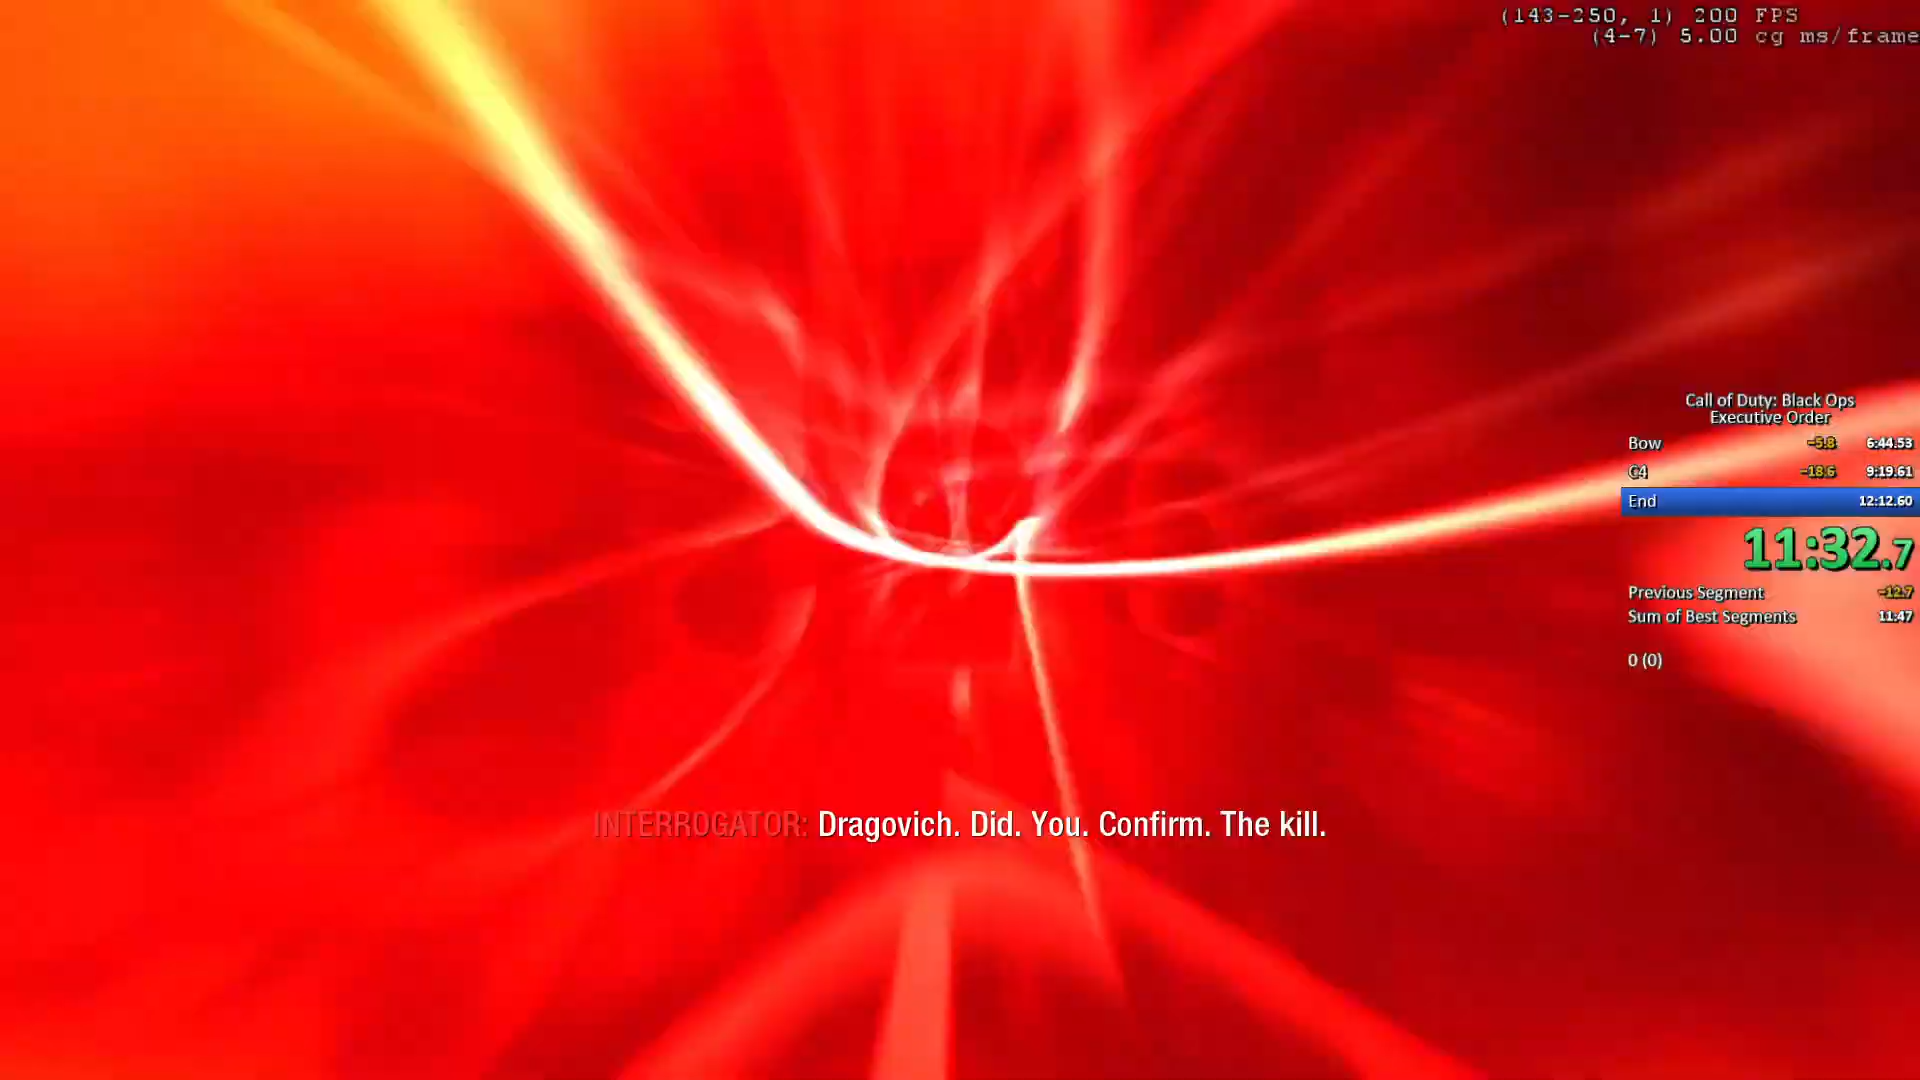 (143-250, 1) 200 FPS
(4-7) 5.00 cg ms/frame
Call of Duty: Black Ops
Executive Order
Bow -5.8 6:44.53
C4 -18.6 9:19.61
End 12:12.60
11:32.7
Previous Segment -12.7
Sum of Best Segments 11:47
0 (0)
INTERROGATOR: Dragovich. Did. You. Confirm. The kill.